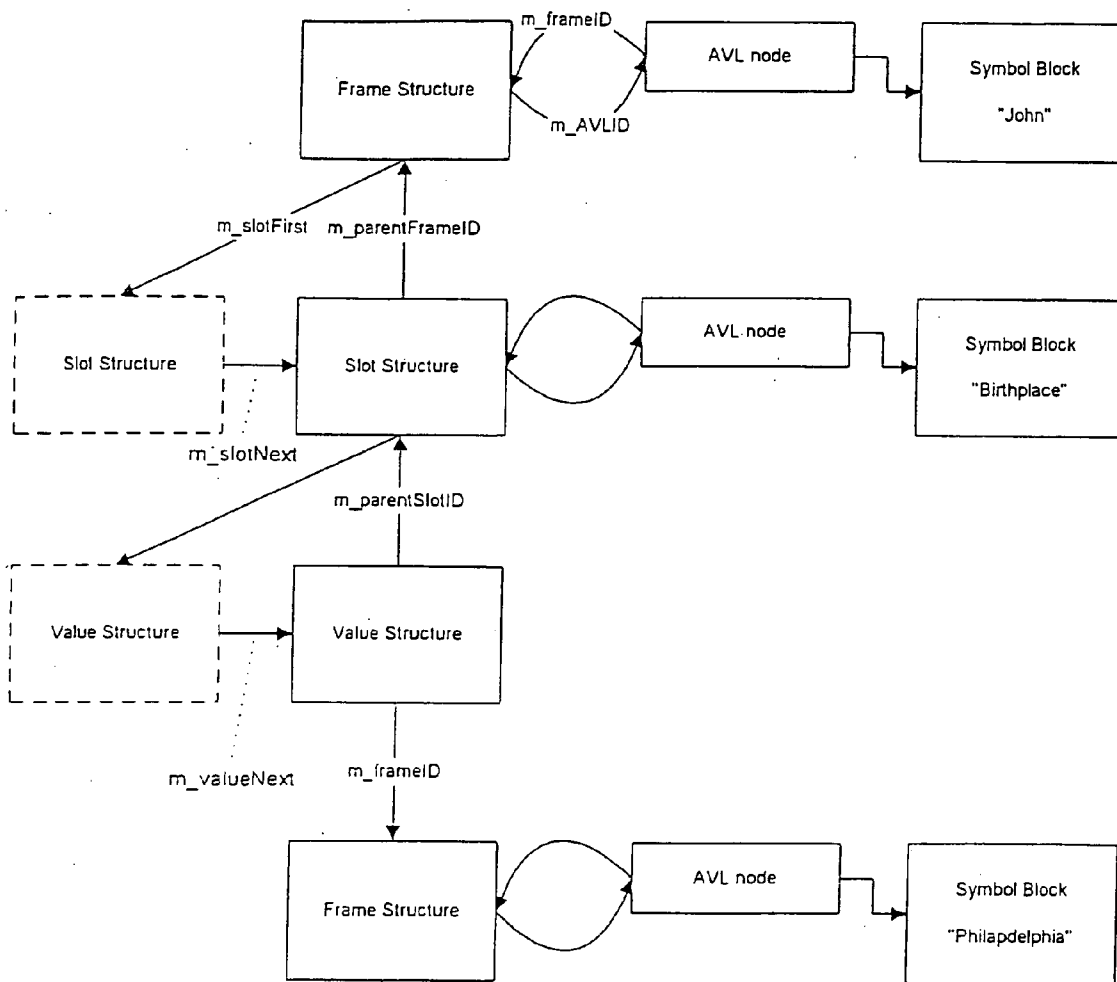 m_frameID
AVL node
Symbol Block
"John"
Frame Structure
m_AVLID
m_slotFirst
m_parentFrameID
Slot Structure
Slot Structure
AVL node
Symbol Block
"Birthplace"
m_slotNext
m_parentSlotID
Value Structure
Value Structure
m_valueNext
m_frameID
AVL node
Symbol Block
"Philapdelphia"
Frame Structure